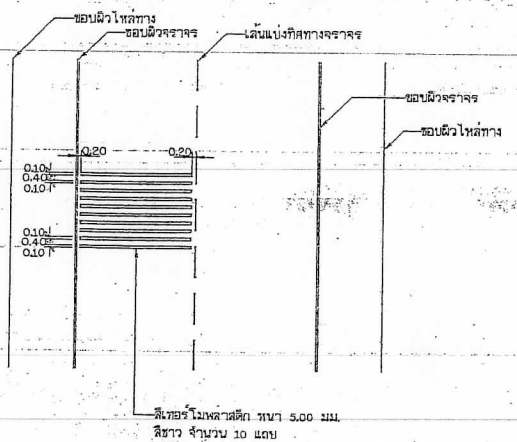 ขอบผิวไหล่ทาง
ขอบผิวจราจร
เส้นแบ่งทิศทางจราจร
ขอบผิวจราจร
ขอบผิวไหล่ทาง
0.20
0.20
0.10
0.40
0.10
0.10
0.40
0.10
สีเทอร์โมพลาสติก หนา 5.00 มม.
สีขาว จำนวน 10 แถบ